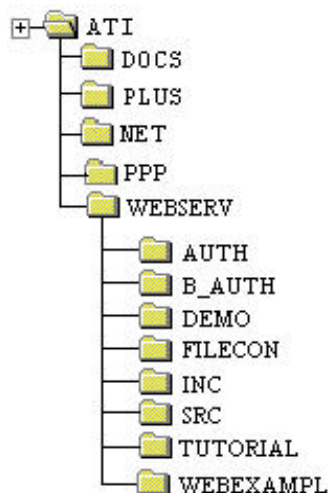 ATI
DOCS
PLUS
NET
PPP
WEBSERV
AUTH
B_AUTH
DEMO
FILECON
INC
SRC
TUTORIAL
WEBEXAMPL